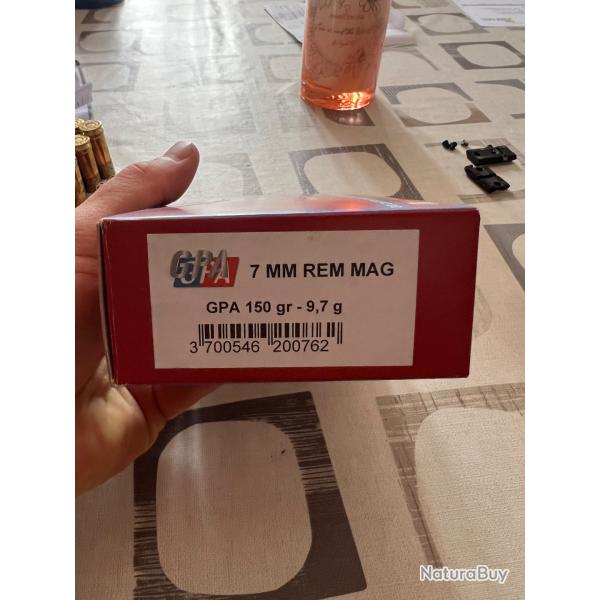 GPA
7 MM REM MAG
GPA 150 gr - 9,7 g
3 700546 200762
NaturaBuy